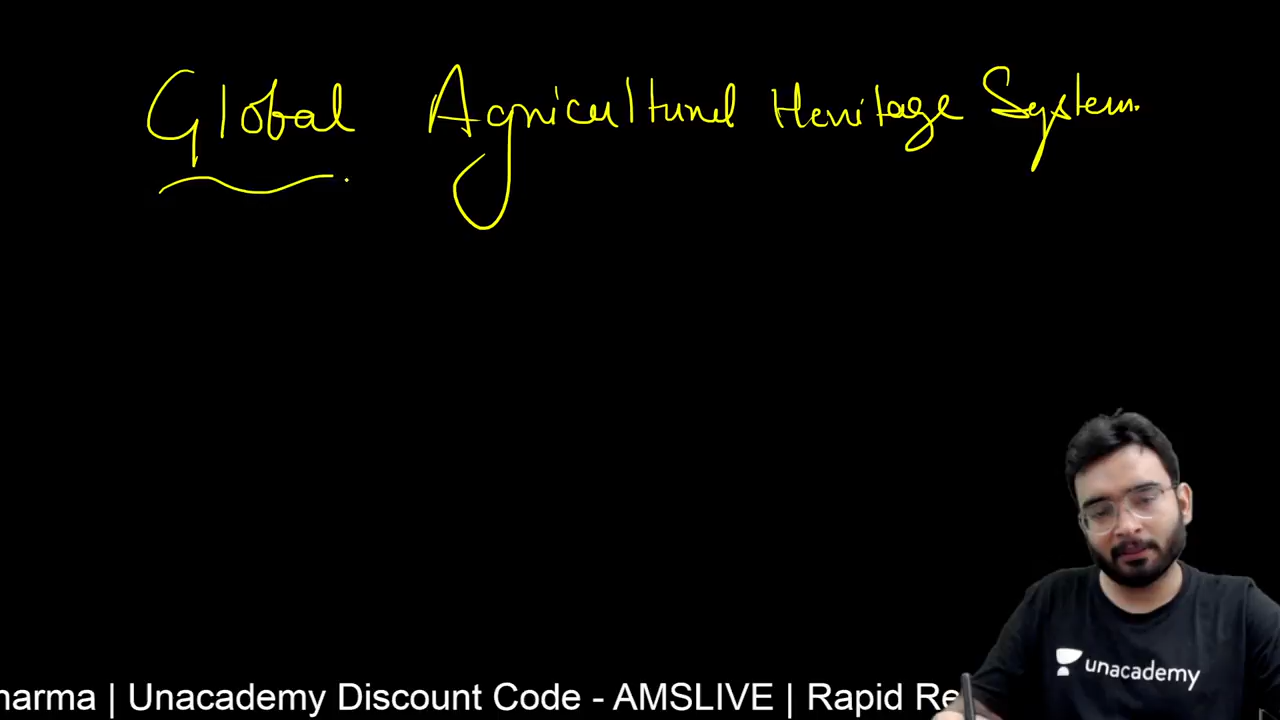 Global Agricultural Heritage System.
unacademy
harma | Unacademy Discount Code - AMSLIVE | Rapid Re